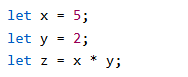 let x = 5;
let y = 2;
let z = x * y;